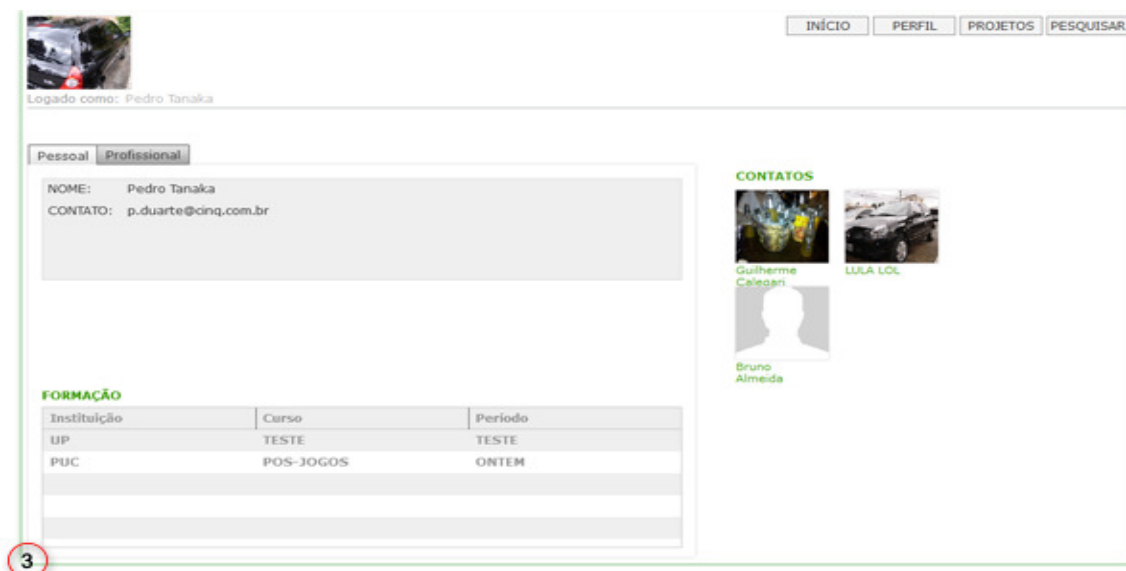 INÍCIO PERFIL PROJETOS PESQUISAR
Logado como: Pedro Tanaka
Pessoal Profissional
NOME: Pedro Tanaka
CONTATO: p.duarte@cinq.com.br
CONTATOS
Guilherme
Calegari
LULA LOL
Bruno
Almeida
FORMAÇÃO
Instituição Curso Período
UP TESTE TESTE
PUC POS-JOGOS ONTEM
3